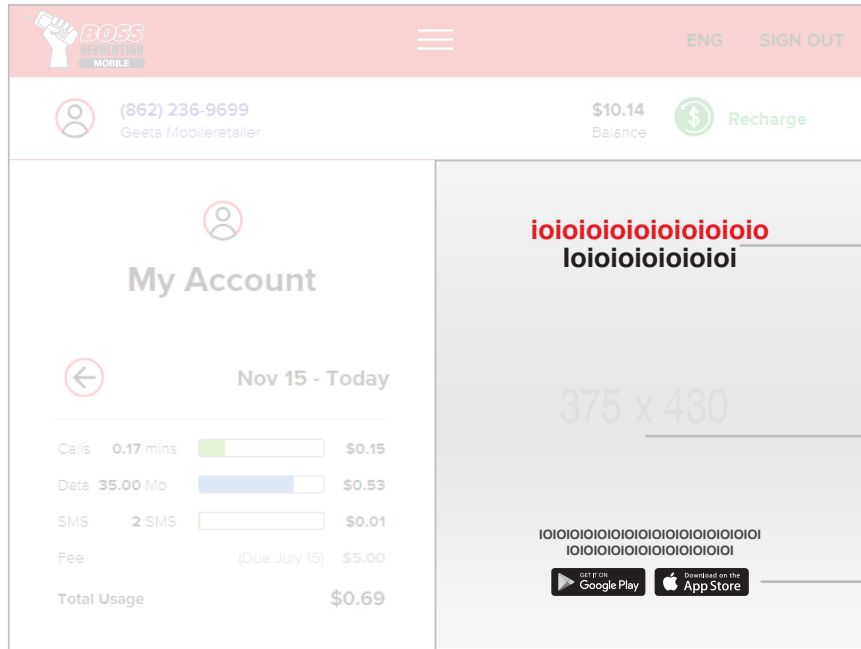 BOSS
REVOLUTION
MOBILE
ENG SIGN OUT
(862) 236-9699
Geeta Mobileretailer
$10.14
Balance
Recharge
My Account
Nov 15 - Today
Calls 0.17 mins $0.15
Data 35.00 Mb $0.53
SMS 2 SMS $0.01
Fee (Due July 15) $5.00
Total Usage $0.69
ioioioioioioioioioio
Ioioioioioioioi
375 x 430
IOIOIOIOIOIOIOIOIOIOIOIOIOIOIOIOI
IOIOIOIOIOIOIOIOIOIOIOIOI
GET IT ON
Google Play
Download on the
App Store